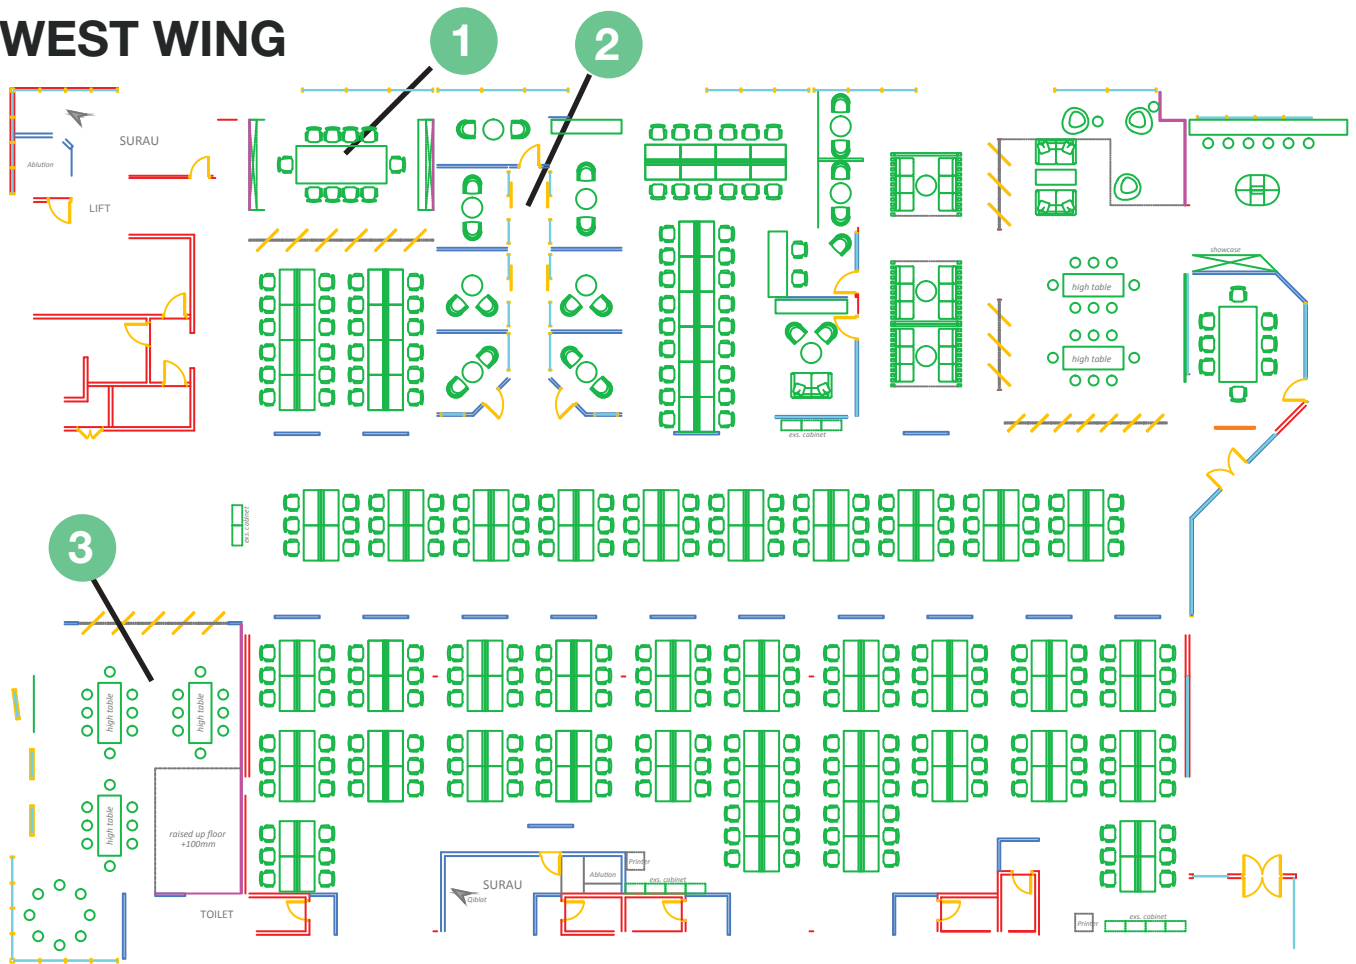 WEST WING
1
2
SURAU
Ablution
LIFT
showcase
high table
high table
exs. cabinet
exs. cabinet
3
high table
high table
high table
raised up floor
+100mm
TOILET
SURAU
Qiblat
Ablution
Printer
exs. cabinet
Printer
exs. cabinet